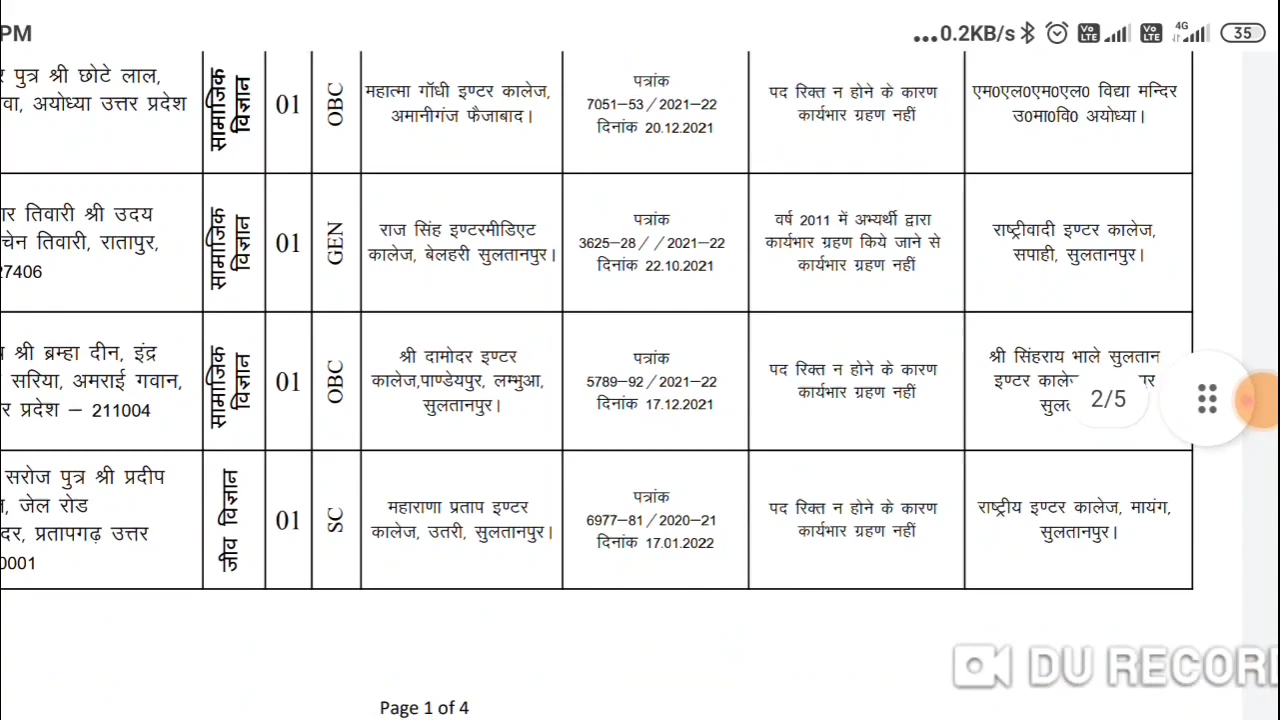 PM
...0.2KB/s Vo LTE Vo LTE 4G 35
र पुत्र श्री छोटे लाल,
वा, अयोध्या उत्तर प्रदेश
सामाजिक
विज्ञान
01
OBC
महात्मा गॉधी इण्टर कालेज,
अमानीगंज फैजाबाद।
पत्रांक
7051–53/2021–22
दिनांक 20.12.2021
पद रिक्त न होने के कारण
कार्यभार ग्रहण नहीं
एम0एल0एम0एल0 विद्या मन्दिर
उ0मा0वि0 अयोध्या।
ार तिवारी श्री उदय
चेन तिवारी, रातापुर,
27406
सामाजिक
विज्ञान
01
GEN
राज सिंह इण्टरमीडिएट
कालेज, बेलहरी सुलतानपुर।
पत्रांक
3625–28//2021–22
दिनांक 22.10.2021
वर्ष 2011 में अभ्यर्थी द्वारा
कार्यभार ग्रहण किये जाने से
कार्यभार ग्रहण नहीं
राष्ट्रीवादी इण्टर कालेज,
सपाही, सुलतानपुर।
श्री ब्रम्हा दीन, इंद्र
सरिया, अमराई गवान,
र प्रदेश – 211004
सामाजिक
विज्ञान
01
OBC
श्री दामोदर इण्टर
कालेज,पाण्डेयपुर, लम्भुआ,
सुलतानपुर।
पत्रांक
5789–92/2021–22
दिनांक 17.12.2021
पद रिक्त न होने के कारण
कार्यभार ग्रहण नहीं
श्री सिंहराय भाले सुलतान
इण्टर
2/5
सरोज पुत्र श्री प्रदीप
जेल रोड
दर, प्रतापगढ़ उत्तर
0001
जीव विज्ञान
01
SC
महाराणा प्रताप इण्टर
कालेज, उतरी, सुलतानपुर।
पत्रांक
6977–81/2020–21
दिनांक 17.01.2022
पद रिक्त न होने के कारण
कार्यभार ग्रहण नहीं
राष्ट्रीय इण्टर कालेज, मायंग,
सुलतानपुर।
DU RECOR
Page 1 of 4